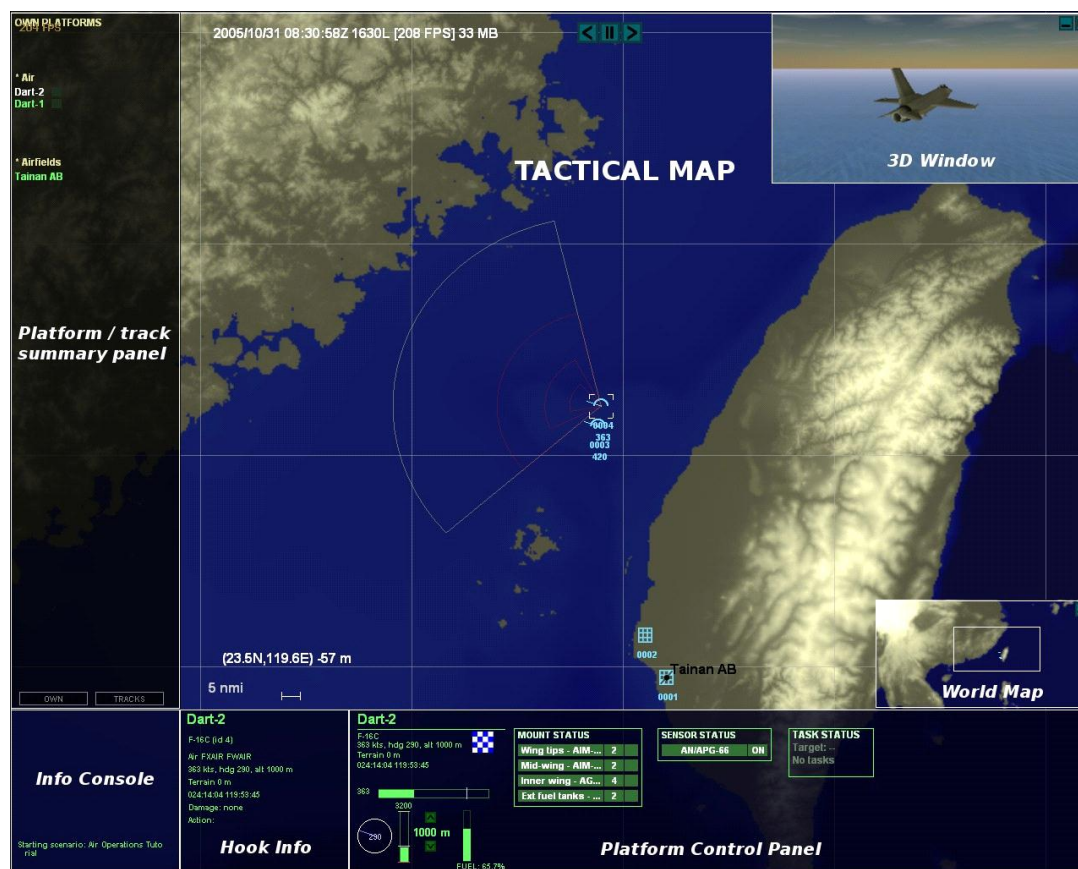 OWN PLATFORMS
204 FPS
* Air
Dart-2
Dart-1
* Airfields
Tainan AB
Platform / track
summary panel
OWN
TRACKS
2005/10/31 08:30:58Z 1630L [208 FPS] 33 MB
TACTICAL MAP
3D Window
0004
363
0003
420
0002
Tainan AB
0001
(23.5N,119.6E) -57 m
5 nmi
World Map
Info Console
Starting scenario: Air Operations Tuto
rial
Dart-2
F-16C (id 4)
Air FXAIR FWAIR
363 kts, hdg 290, alt 1000 m
Terrain 0 m
024:14:04 119:53:45
Damage: none
Action:
Hook Info
Dart-2
F-16C
363 kts, hdg 290, alt 1000 m
Terrain 0 m
024:14:04 119:53:45
363
3200
290
1000 m
FUEL: 65.7%
MOUNT STATUS
Wing tips - AIM-... 2
Mid-wing - AIM-... 2
Inner wing - AG... 4
Ext fuel tanks - ... 2
SENSOR STATUS
AN/APG-66 ON
TASK STATUS
Target: --
No tasks
Platform Control Panel